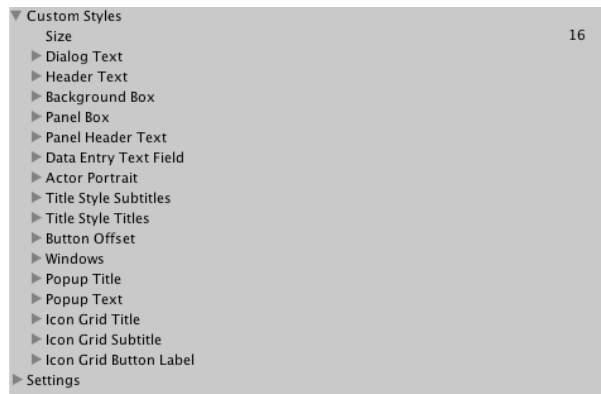 Custom Styles
Size 16
Dialog Text
Header Text
Background Box
Panel Box
Panel Header Text
Data Entry Text Field
Actor Portrait
Title Style Subtitles
Title Style Titles
Button Offset
Windows
Popup Title
Popup Text
Icon Grid Title
Icon Grid Subtitle
Icon Grid Button Label
Settings